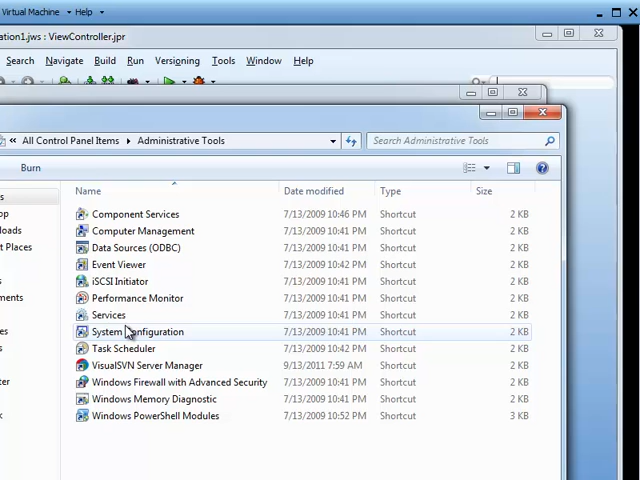 Virtual Machine Help
ation1.jws : ViewController.jpr
Search Navigate Build Run Versioning Tools Window Help
« All Control Panel Items Administrative Tools Search Administrative Tools
Burn
Name Date modified Type Size
Component Services 7/13/2009 10:46 PM Shortcut 2 KB
Computer Management 7/13/2009 10:41 PM Shortcut 2 KB
Data Sources (ODBC) 7/13/2009 10:41 PM Shortcut 2 KB
Event Viewer 7/13/2009 10:42 PM Shortcut 2 KB
iSCSI Initiator 7/13/2009 10:41 PM Shortcut 2 KB
Performance Monitor 7/13/2009 10:41 PM Shortcut 2 KB
Services 7/13/2009 10:41 PM Shortcut 2 KB
System Configuration 7/13/2009 10:41 PM Shortcut 2 KB
Task Scheduler 7/13/2009 10:42 PM Shortcut 2 KB
VisualSVN Server Manager 9/13/2011 7:59 AM Shortcut 2 KB
Windows Firewall with Advanced Security 7/13/2009 10:41 PM Shortcut 2 KB
Windows Memory Diagnostic 7/13/2009 10:41 PM Shortcut 2 KB
Windows PowerShell Modules 7/13/2009 10:52 PM Shortcut 3 KB
s
op
loads
t Places
s
ments
es
ter
k